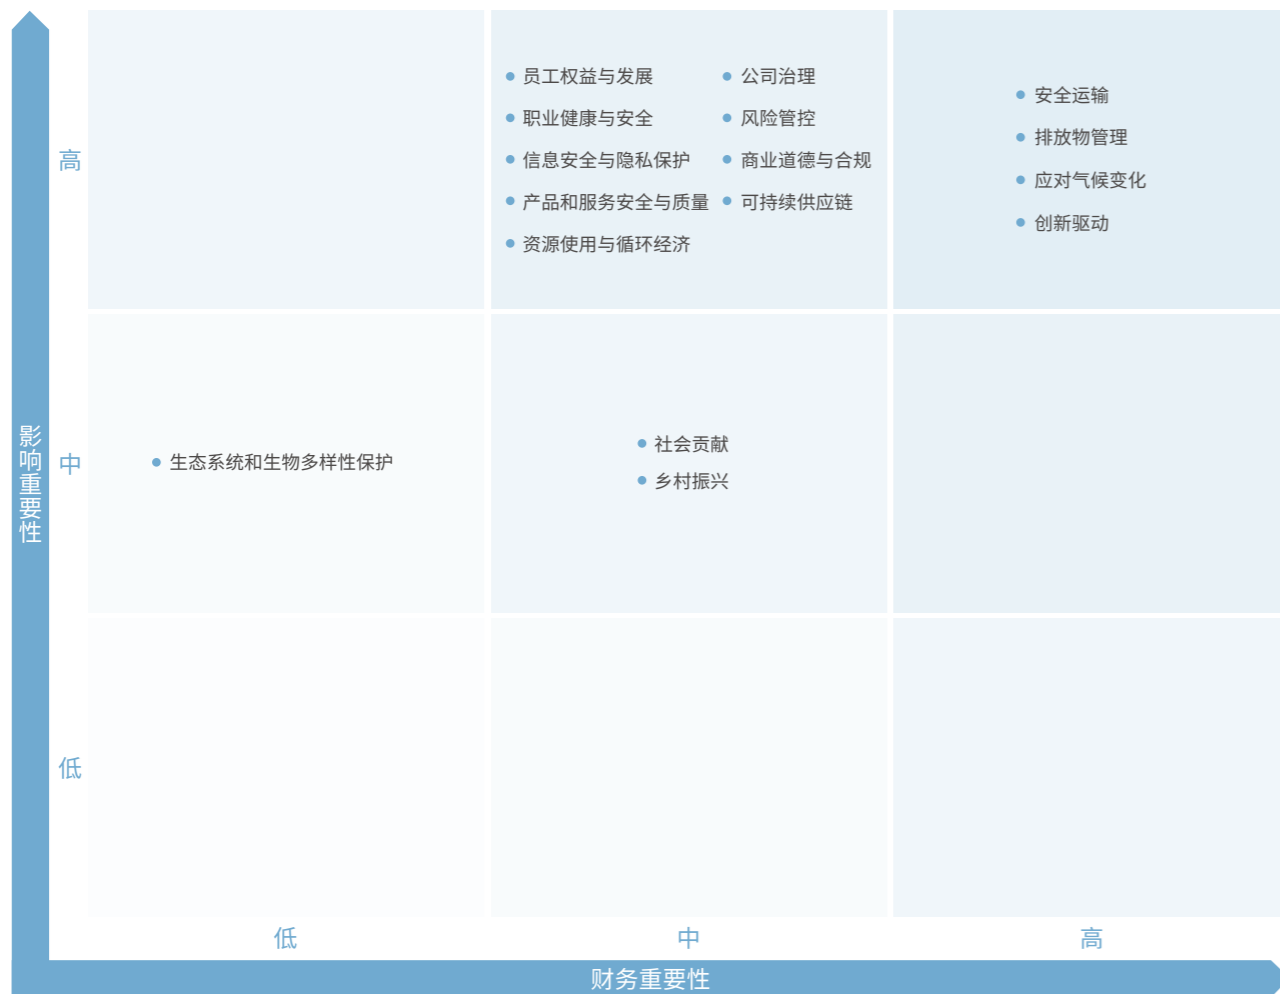 影响重要性
高
员工权益与发展
职业健康与安全
信息安全与隐私保护
产品和服务安全与质量
资源使用与循环经济
公司治理
风险管控
商业道德与合规
可持续供应链
安全运输
排放物管理
应对气候变化
创新驱动
中
生态系统和生物多样性保护
社会贡献
乡村振兴
低
低
中
高
财务重要性